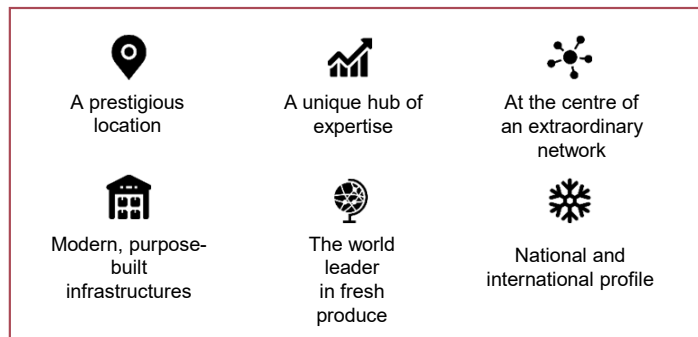 A prestigious
location
A unique hub of
expertise
At the centre of
an extraordinary
network
Modern, purpose-
built
infrastructures
The world
leader
in fresh
produce
National and
international profile